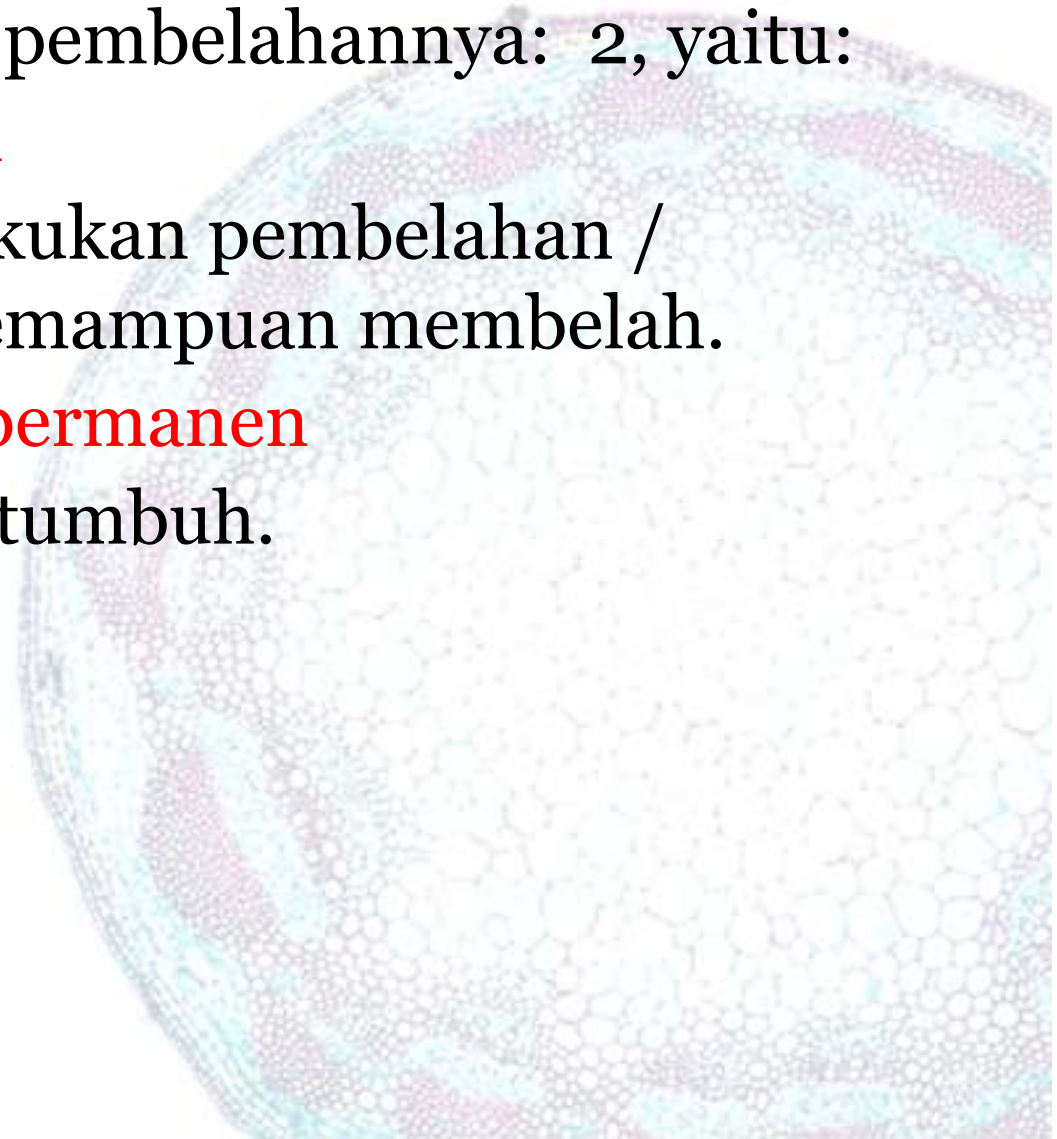 pembelahannya: 2, yaitu:
kukan pembelahan /
emampuan membelah.
permanen
tumbuh.